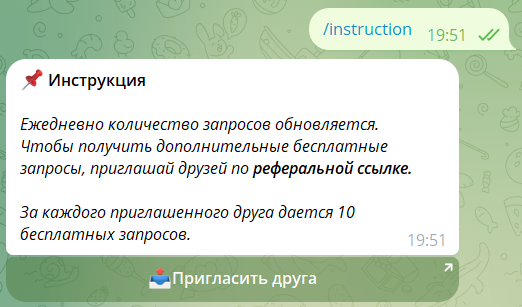 /instruction 19:51
📌 Инструкция
Ежедневно количество запросов обновляется.
Чтобы получить дополнительные бесплатные
запросы, приглашай друзей по реферальной ссылке.
За каждого приглашенного друга дается 10
бесплатных запросов.
19:51
📤Пригласить друга